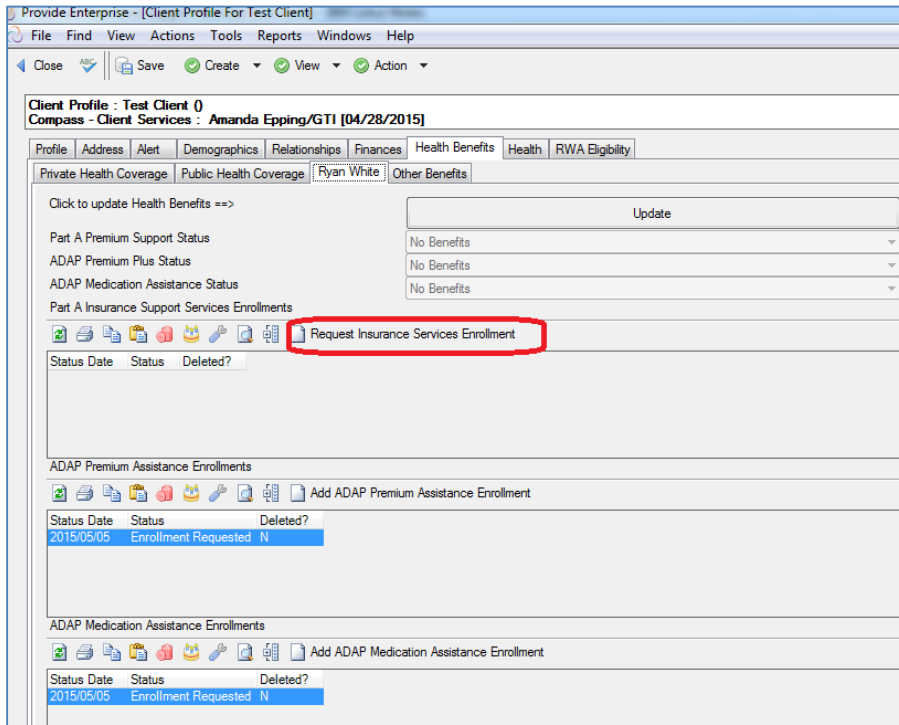 Provide Enterprise - [Client Profile For Test Client]
File Find View Actions Tools Reports Windows Help
Close ABC Save Create View Action
Client Profile : Test Client ()
Compass - Client Services : Amanda Epping/GTI [04/28/2015]
Profile Address Alert Demographics Relationships Finances Health Benefits Health RWA Eligibility
Private Health Coverage Public Health Coverage Ryan White Other Benefits
Click to update Health Benefits ==> Update
Part A Premium Support Status No Benefits
ADAP Premium Plus Status No Benefits
ADAP Medication Assistance Status No Benefits
Part A Insurance Support Services Enrollments
Request Insurance Services Enrollment
Status Date Status Deleted?
ADAP Premium Assistance Enrollments
Add ADAP Premium Assistance Enrollment
Status Date Status Deleted?
2015/05/05 Enrollment Requested N
ADAP Medication Assistance Enrollments
Add ADAP Medication Assistance Enrollment
Status Date Status Deleted?
2015/05/05 Enrollment Requested N